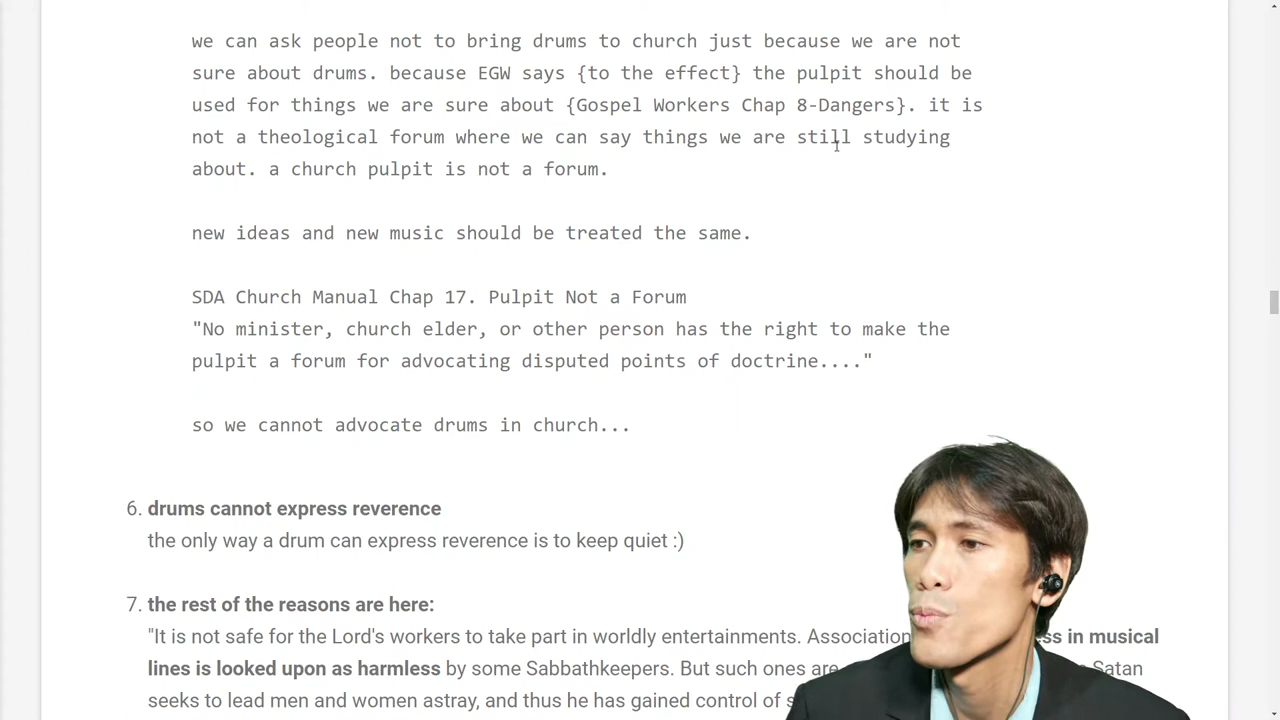 we can ask people not to bring drums to church just because we are not
sure about drums. because EGW says {to the effect} the pulpit should be
used for things we are sure about {Gospel Workers Chap 8-Dangers}. it is
not a theological forum where we can say things we are still studying
about. a church pulpit is not a forum.
new ideas and new music should be treated the same.
SDA Church Manual Chap 17. Pulpit Not a Forum
"No minister, church elder, or other person has the right to make the
pulpit a forum for advocating disputed points of doctrine...."
so we cannot advocate drums in church...
6. drums cannot express reverence
the only way a drum can express reverence is to keep quiet :)
7. the rest of the reasons are here:
"It is not safe for the Lord's workers to take part in worldly entertainments. Association in musical
lines is looked upon as harmless by some Sabbathkeepers. But such ones are Satan
seeks to lead men and women astray, and thus he has gained control of